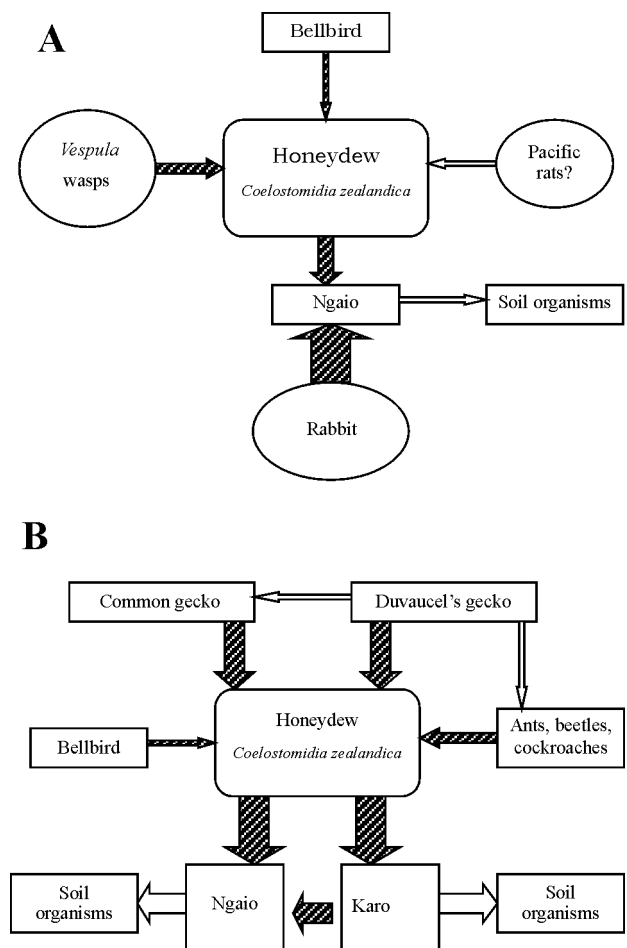 A
Bellbird
Vespula
wasps
Honeydew
Coelostomidia zealandica
Pacific
rats?
Ngaio
Soil organisms
Rabbit
B
Common gecko
Duvaucel's gecko
Honeydew
Coelostomidia zealandica
Bellbird
Ants, beetles,
cockroaches
Soil
organisms
Ngaio
Karo
Soil
organisms